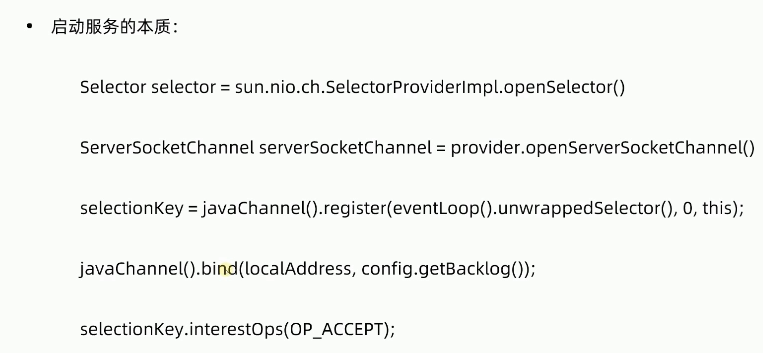 • 启动服务的本质：
Selector selector = sun.nio.ch.SelectorProviderImpl.openSelector()
ServerSocketChannel serverSocketChannel = provider.openServerSocketChannel()
selectionKey = javaChannel().register(eventLoop().unwrappedSelector(), 0, this);
javaChannel().bind(localAddress, config.getBacklog());
selectionKey.interestOps(OP_ACCEPT);